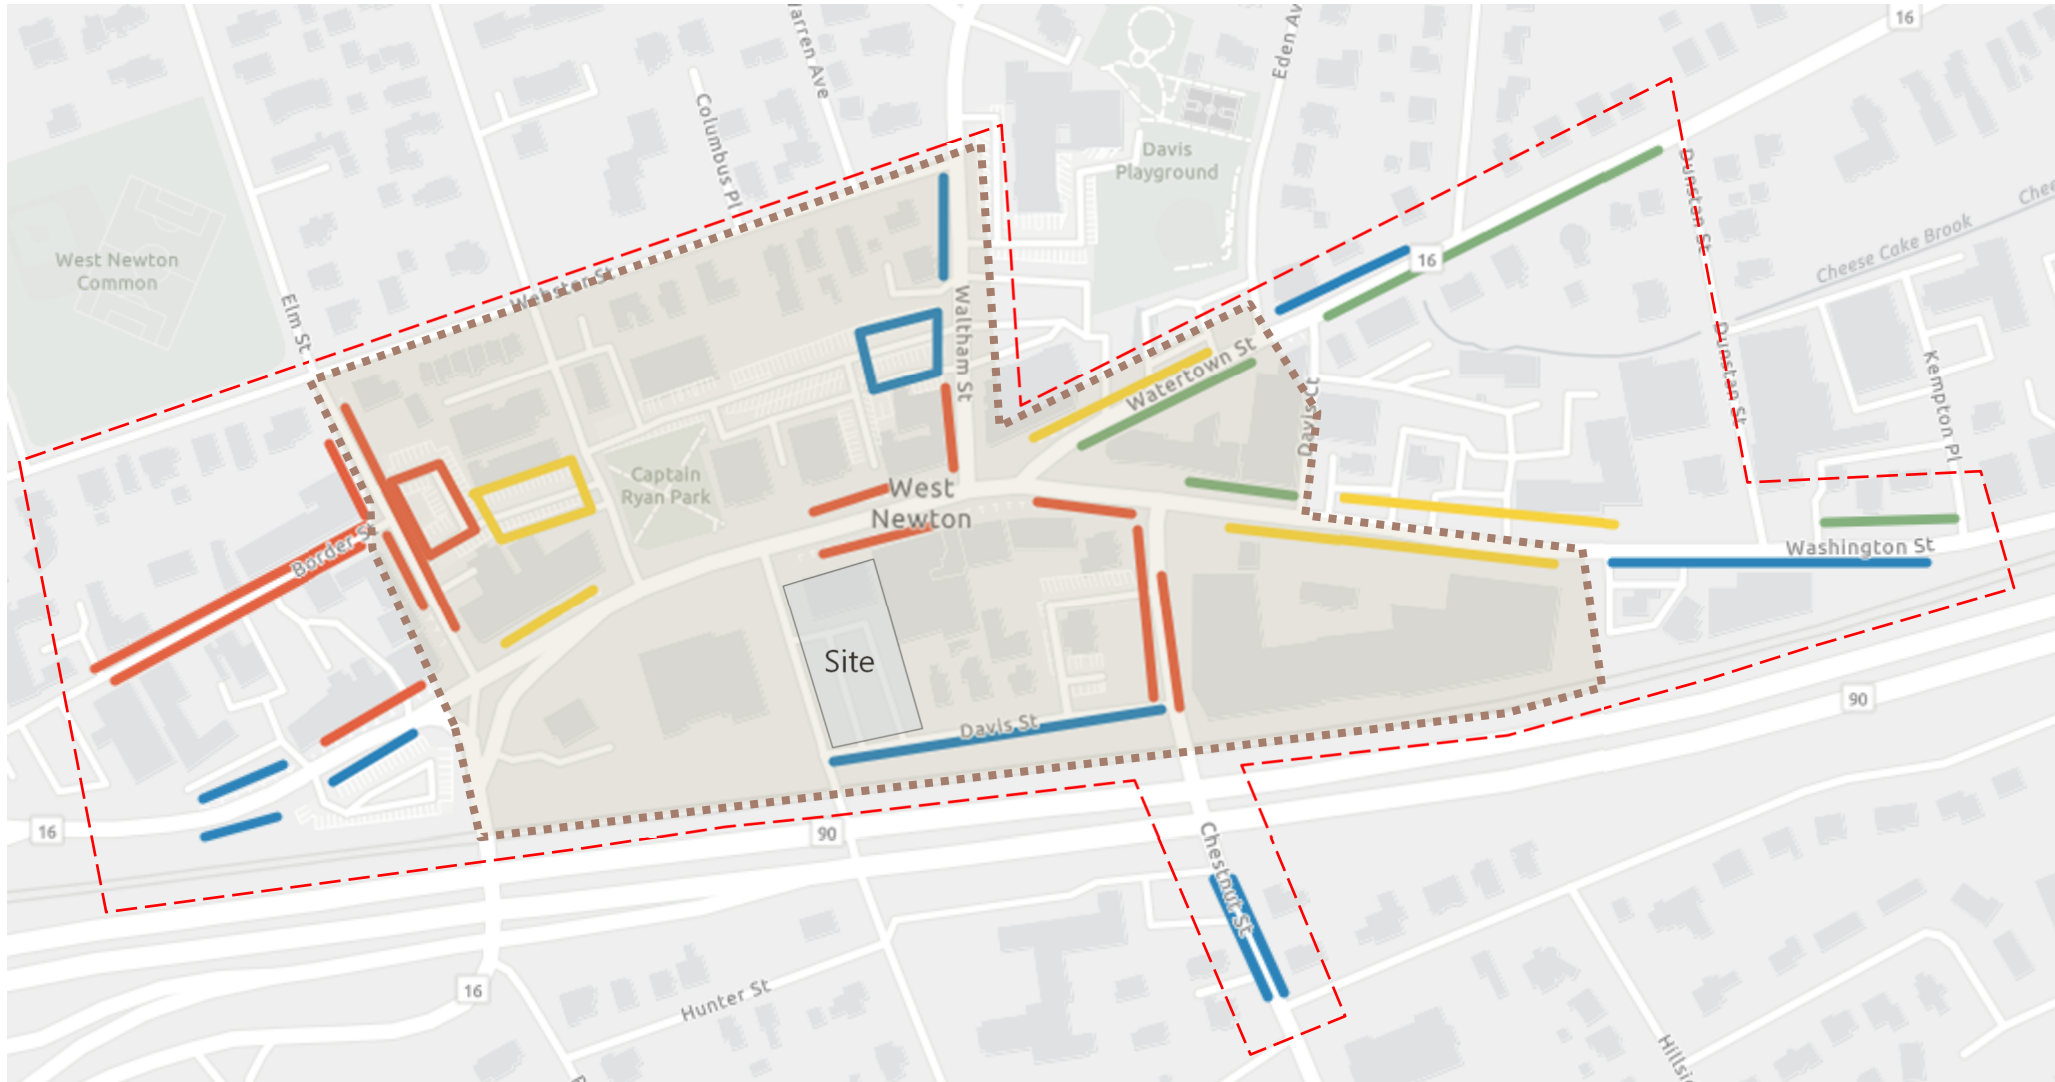 16
arren Ave
Eden Av
Columbus Pl
Davis
Playground
Dunstan St
Chee
Cheese Cake Brook
West Newton
Common
16
Webster St
Elm St
Waltham St
Watertown St
Dunstan St
Kempton Pl
Davis Ct
Captain
Ryan Park
West
Newton
Border S
Washington St
Site
Davis St
90
16
90
Chestnut St
16
Hunter St
Hillsi